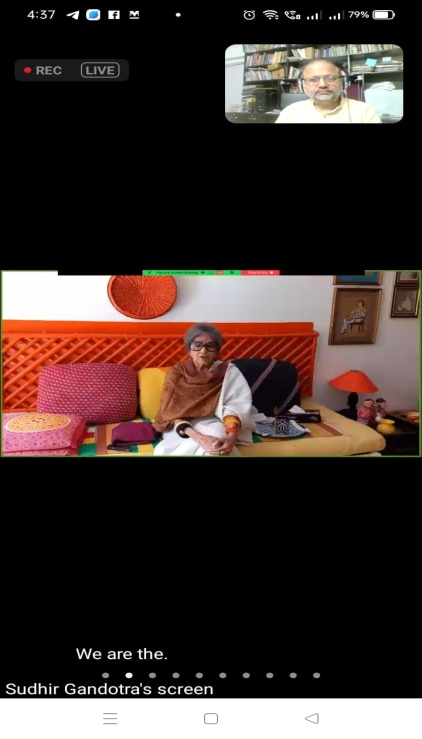 4:37
79%
REC LIVE
We are the.
Sudhir Gandotra's screen